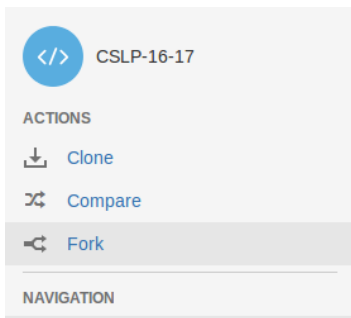 </> CSLP-16-17
ACTIONS
Clone
Compare
Fork
NAVIGATION